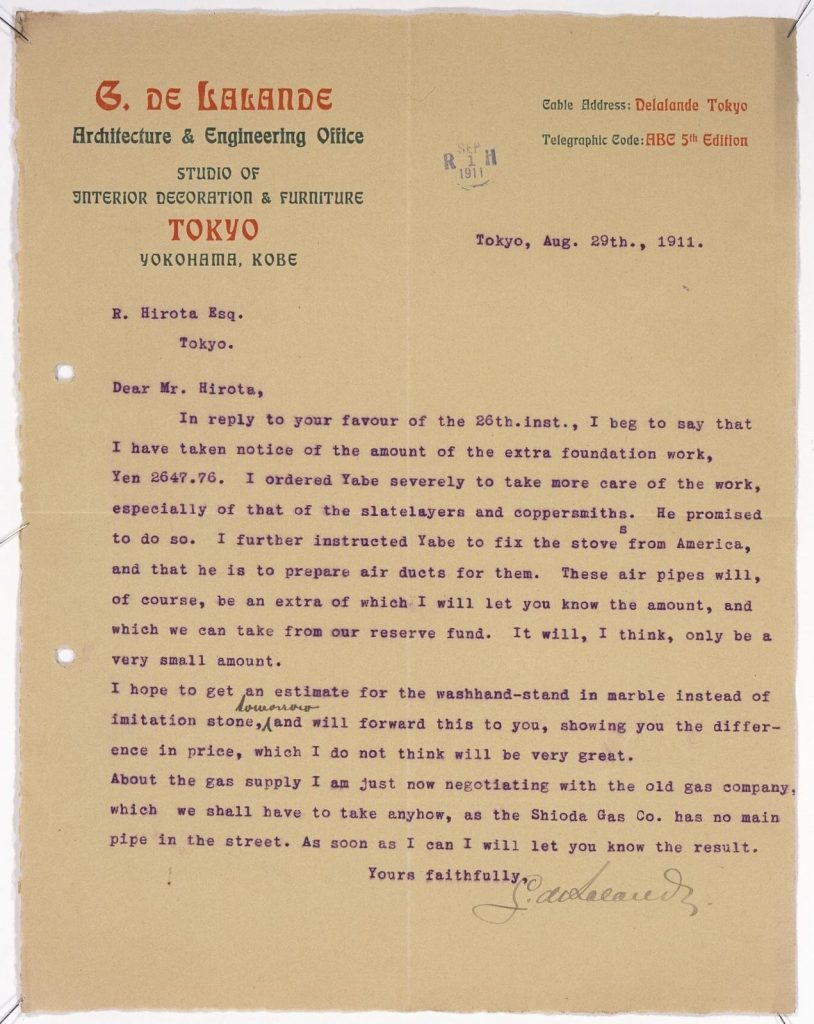 G. DE LALANDE
Architecture & Engineering Office
STUDIO OF
INTERIOR DECORATION & FURNITURE
TOKYO
YOKOHAMA, KOBE
Cable Address: Delalande Tokyo
Telegraphic Code: ABC 5th Edition
SEP
R 1 H
1911
Tokyo, Aug. 29th., 1911.
R. Hirota Esq.
Tokyo.
Dear Mr. Hirota,
In reply to your favour of the 26th.inst., I beg to say that
I have taken notice of the amount of the extra foundation work,
Yen 2647.76. I ordered Yabe severely to take more care of the work,
especially of that of the slatelayers and coppersmiths. He promised
to do so. I further instructed Yabe to fix the stoves from America,
and that he is to prepare air ducts for them. These air pipes will,
of course, be an extra of which I will let you know the amount, and
which we can take from our reserve fund. It will, I think, only be a
very small amount.
I hope to get an estimate for the washhand-stand in marble instead of
tomorrow
imitation stone, and will forward this to you, showing you the differ-
ence in price, which I do not think will be very great.
About the gas supply I am just now negotiating with the old gas company,
which we shall have to take anyhow, as the Shioda Gas Co. has no main
pipe in the street. As soon as I can I will let you know the result.
Yours faithfully,
G. de Lalande